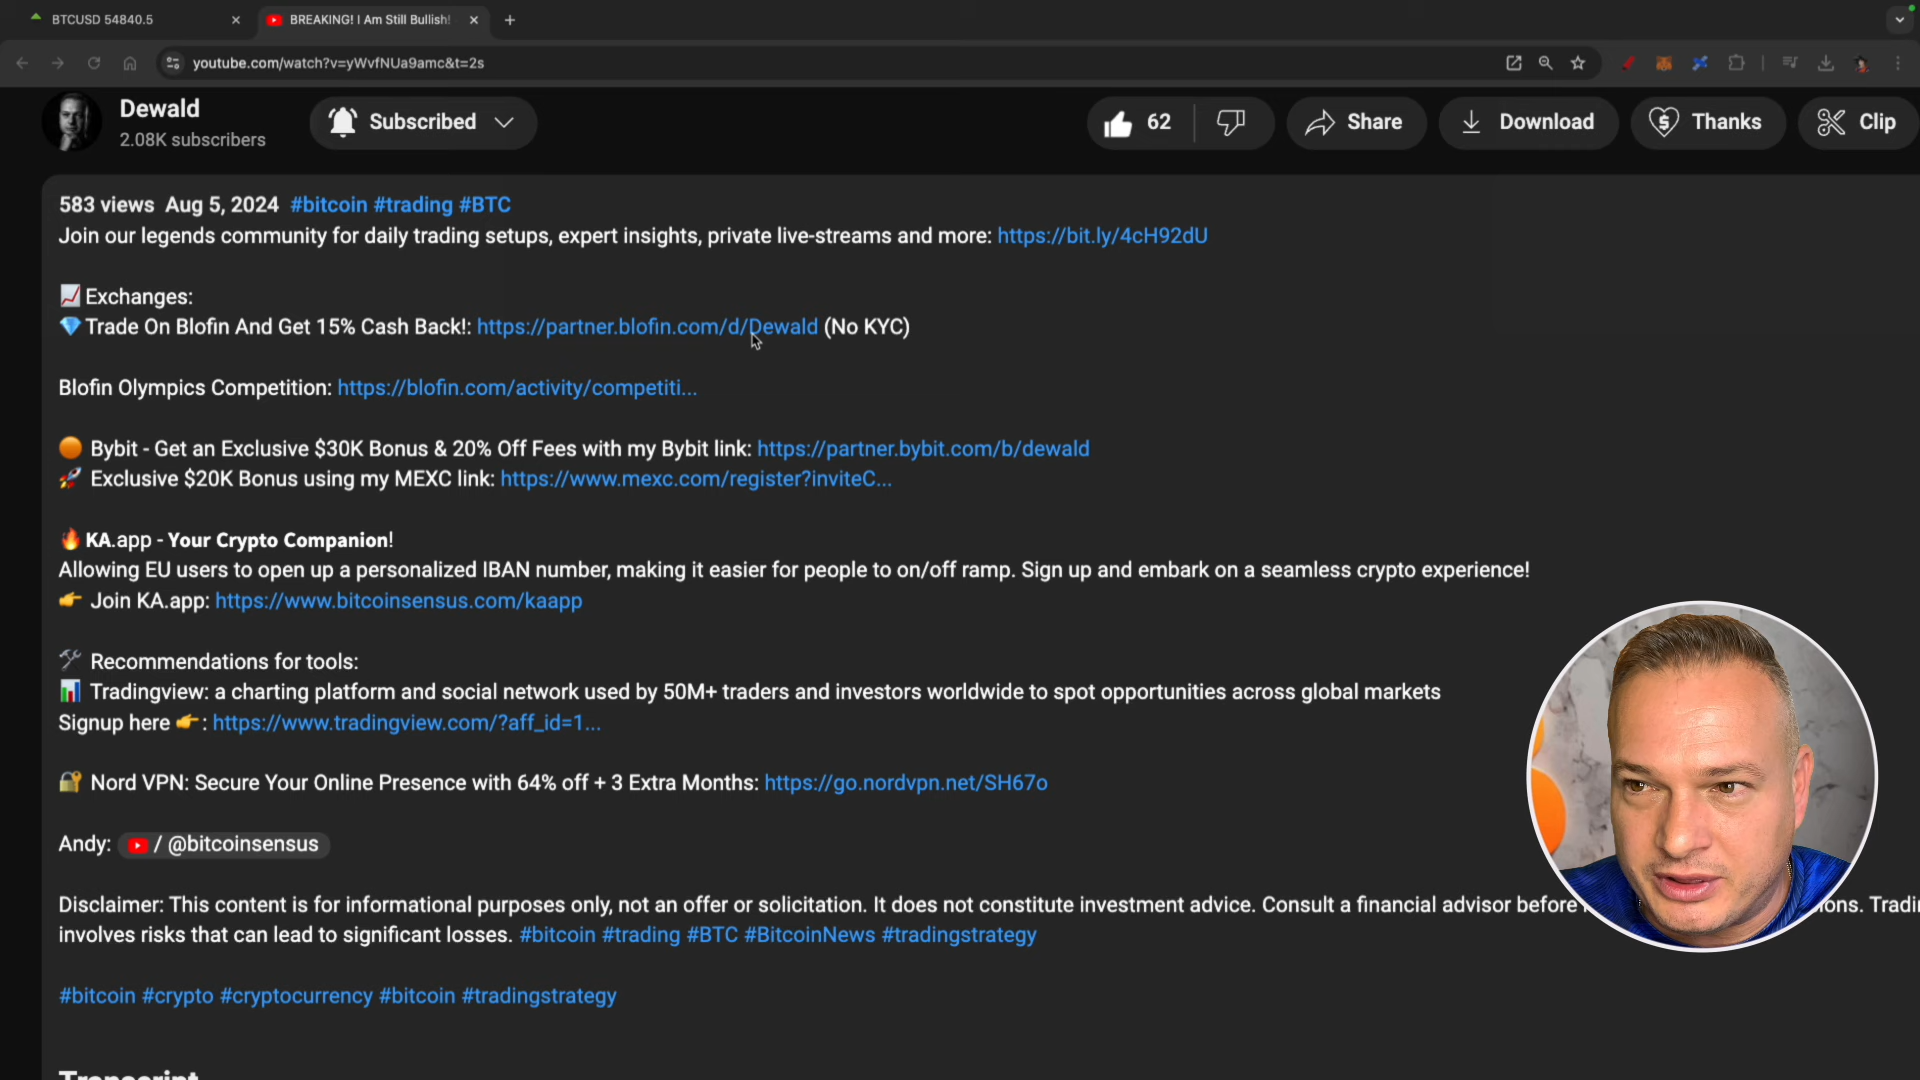 BTCUSD 54840.5
BREAKING! I Am Still Bullish!
youtube.com/watch?v=yWvfNUa9amc&t=2s
Dewald
2.08K subscribers
Subscribed
62
Share
Download
Thanks
Clip
583 views Aug 5, 2024 #bitcoin #trading #BTC
Join our legends community for daily trading setups, expert insights, private live-streams and more: https://bit.ly/4cH92dU
📈 Exchanges:
💎 Trade On Blofin And Get 15% Cash Back!: https://partner.blofin.com/d/Dewald (No KYC)
Blofin Olympics Competition: https://blofin.com/activity/competiti...
🟠 Bybit - Get an Exclusive $30K Bonus & 20% Off Fees with my Bybit link: https://partner.bybit.com/b/dewald
🚀 Exclusive $20K Bonus using my MEXC link: https://www.mexc.com/register?inviteC...
🔥 KA.app - Your Crypto Companion!
Allowing EU users to open up a personalized IBAN number, making it easier for people to on/off ramp. Sign up and embark on a seamless crypto experience!
👉 Join KA.app: https://www.bitcoinsensus.com/kaapp
🛠 Recommendations for tools:
📊 Tradingview: a charting platform and social network used by 50M+ traders and investors worldwide to spot opportunities across global markets
Signup here 👉: https://www.tradingview.com/?aff_id=1...
🔐 Nord VPN: Secure Your Online Presence with 64% off + 3 Extra Months: https://go.nordvpn.net/SH67o
Andy: / @bitcoinsensus
Disclaimer: This content is for informational purposes only, not an offer or solicitation. It does not constitute investment advice. Consult a financial advisor before
involves risks that can lead to significant losses. #bitcoin #trading #BTC #BitcoinNews #tradingstrategy
#bitcoin #crypto #cryptocurrency #bitcoin #tradingstrategy
Transcript